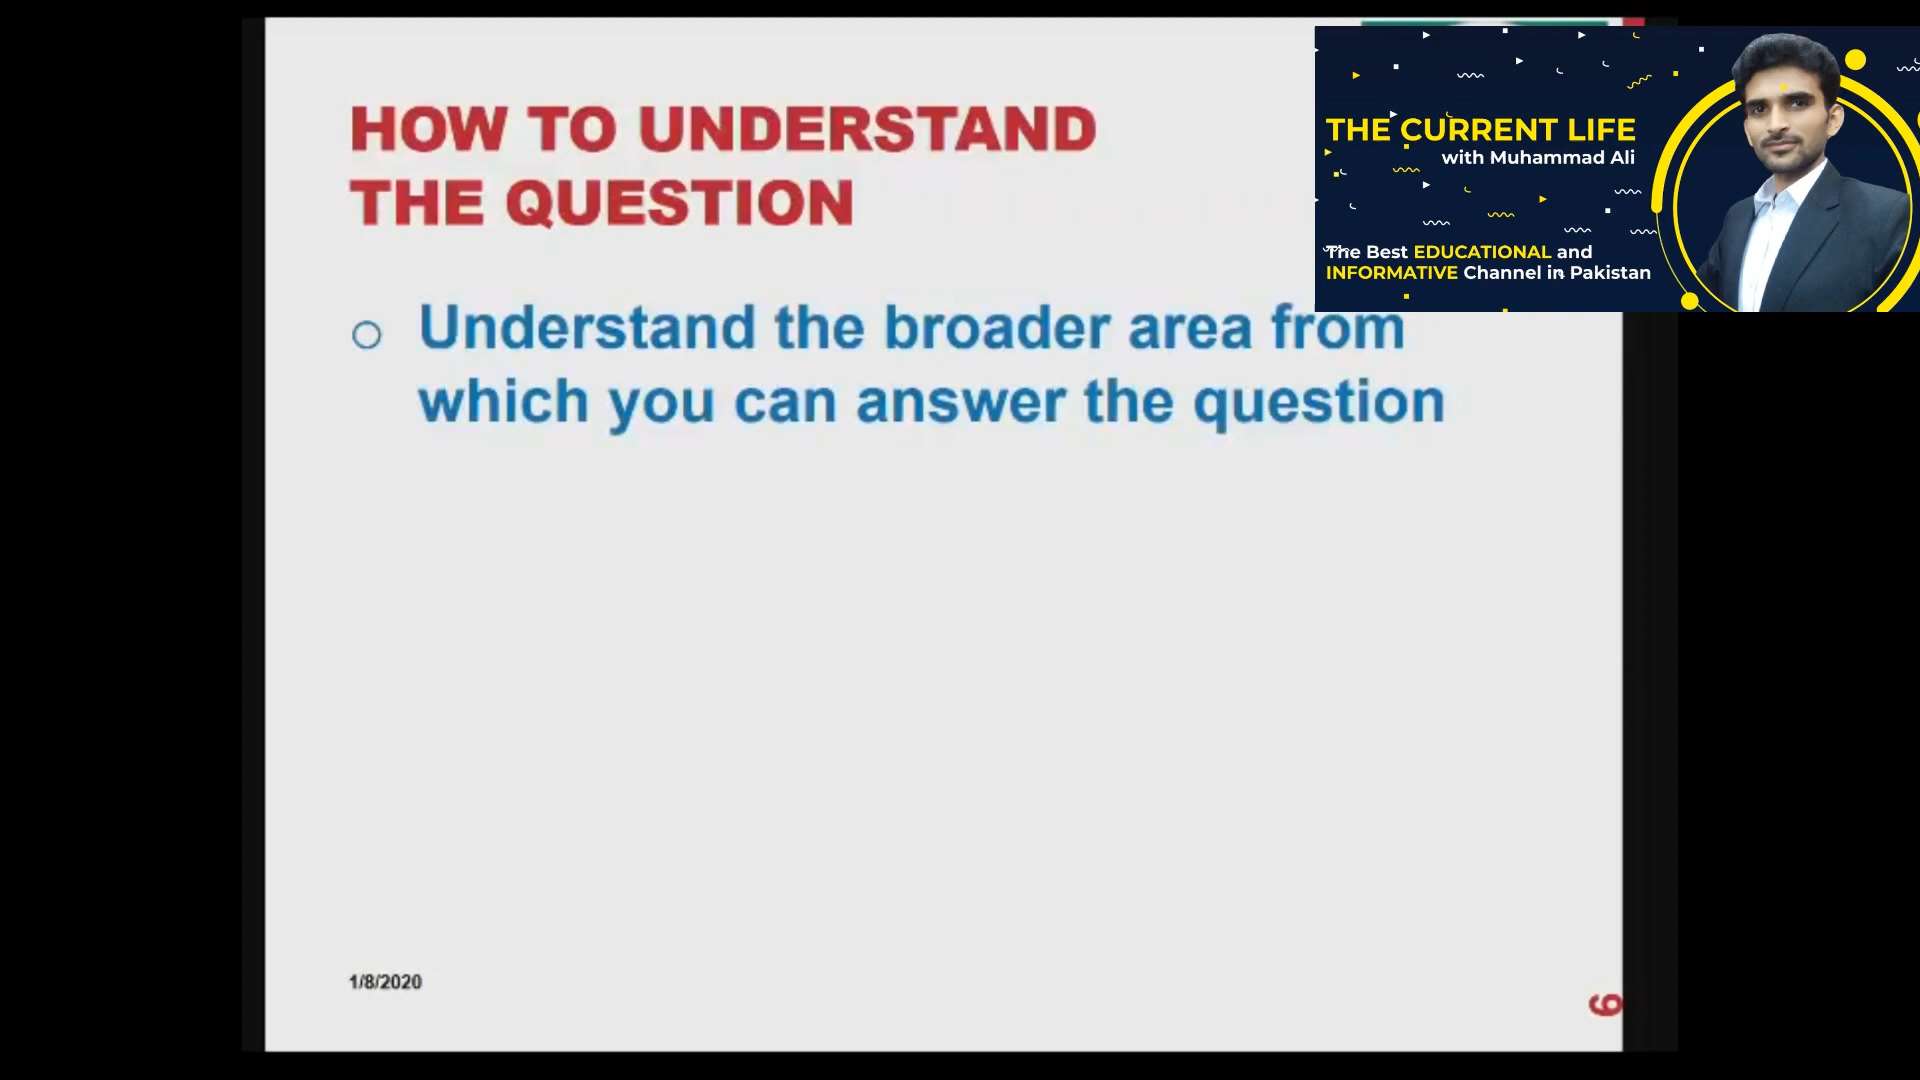 HOW TO UNDERSTAND
THE QUESTION
Understand the broader area from
which you can answer the question
1/8/2020
9
THE CURRENT LIFE
with Muhammad Ali
The Best EDUCATIONAL and
INFORMATIVE Channel in Pakistan